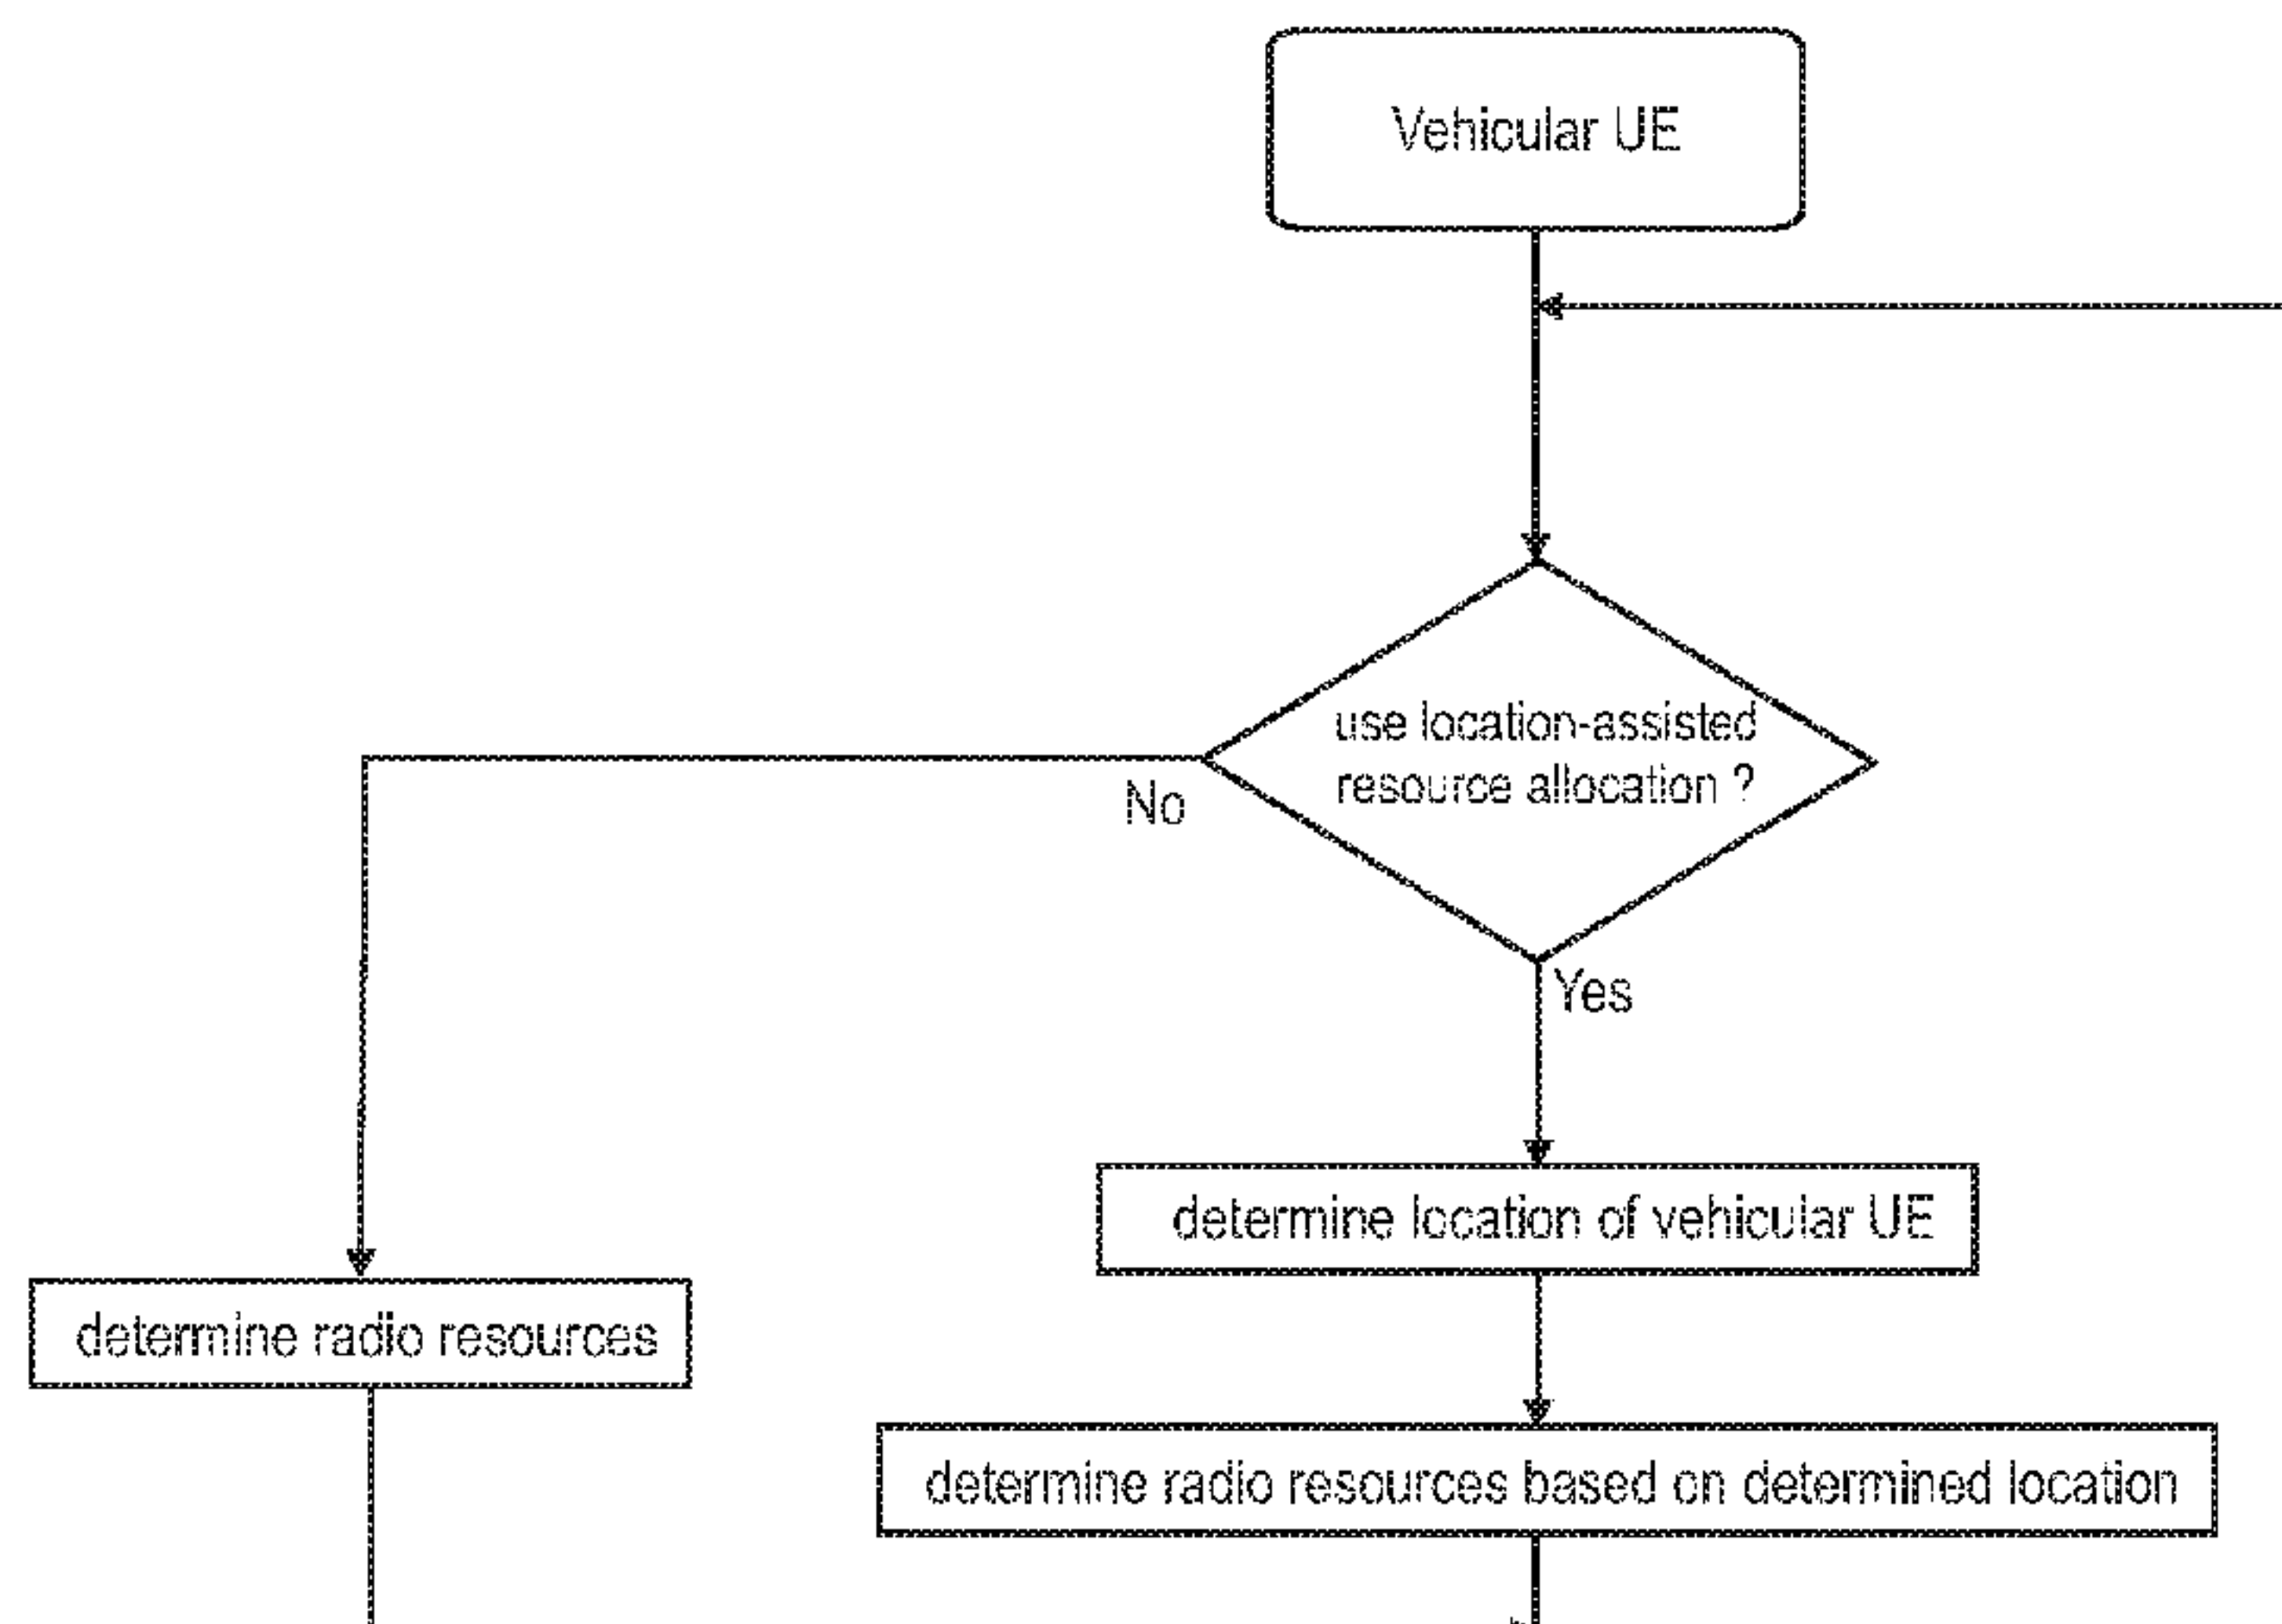 Vehicular UE
use location-assisted
resource allocation ?
No
Yes
determine location of vehicular UE
determine radio resources
determine radio resources based on determined location